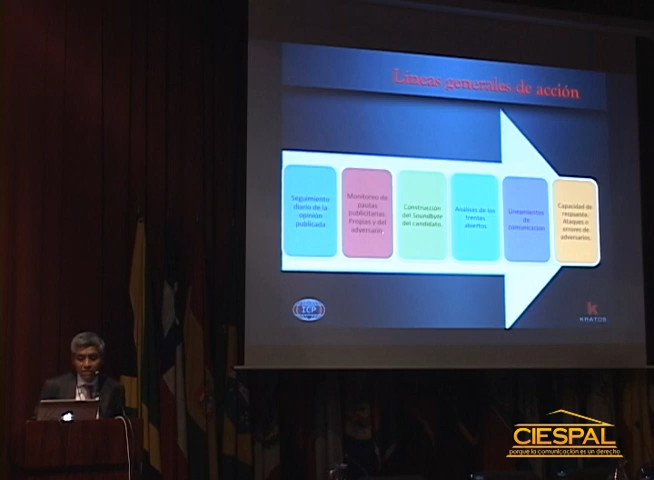 Líneas generales de acción
Seguimiento
diario de la
opinión
publicada.
Monitoreo de
pautas
publicitarias.
Propias y del
adversario.
Construcción
del Soundbyte
del candidato.
Análisis de los
frentes
abiertos
Lineamientos
de
comunicación
Capacidad de
respuesta.
Ataques o
errores de
adversarios.
ICP
K
KRATOS
CIESPAL
porque la comunicación es un derecho